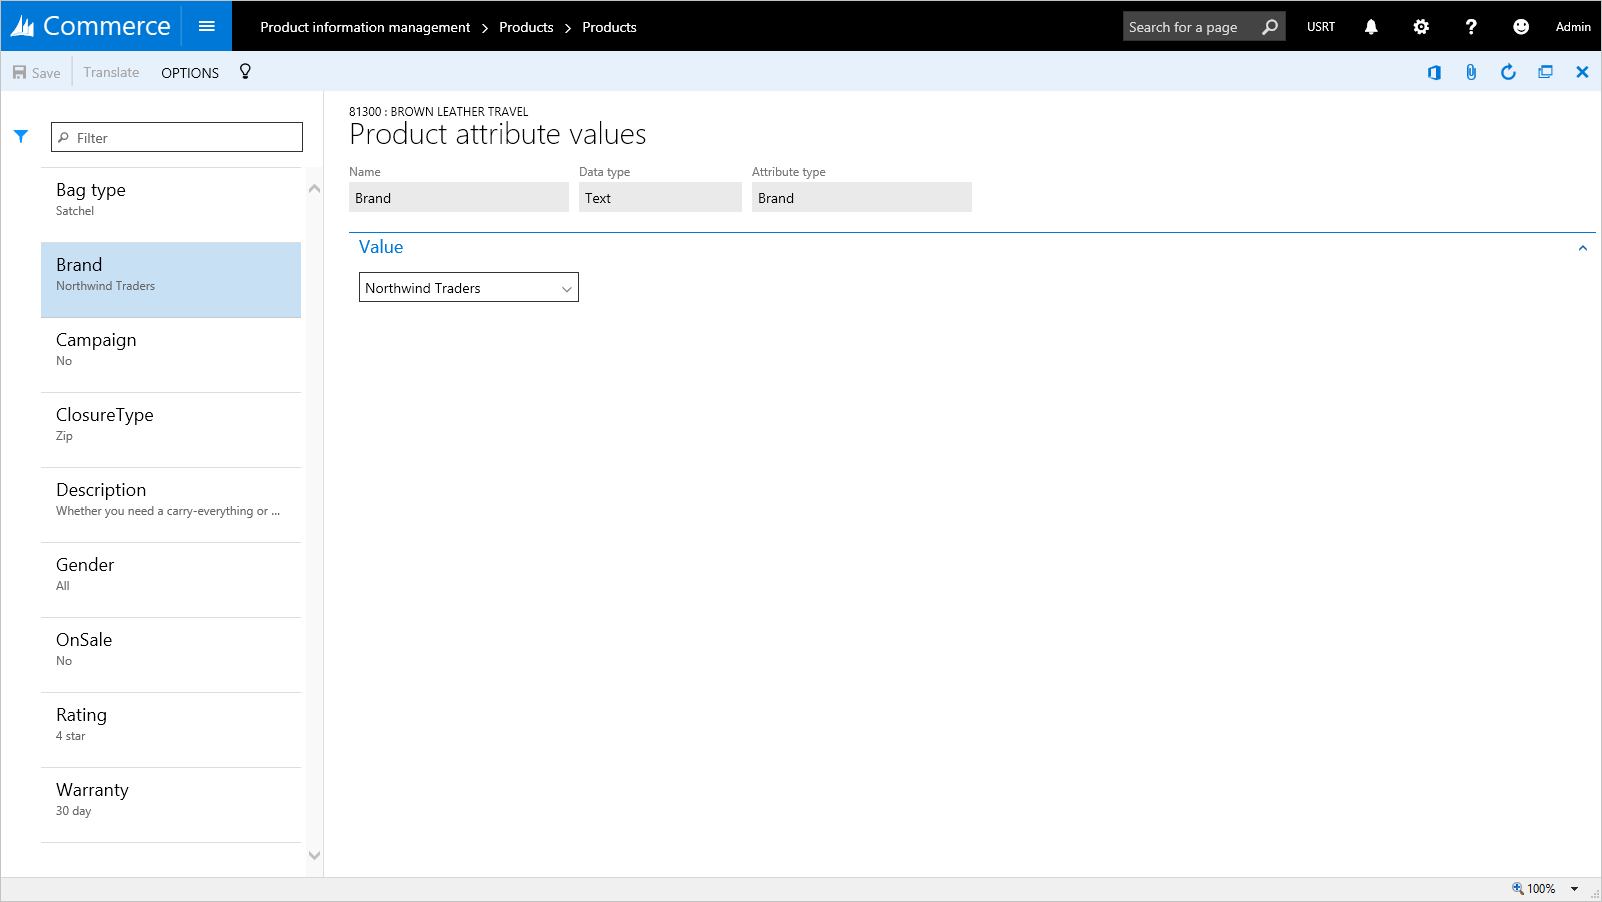 Commerce
Product information management > Products > Products
Search for a page
USRT
?
Admin
Save
Translate
OPTIONS
Filter
Bag type
Satchel
Brand
Northwind Traders
Campaign
No
ClosureType
Zip
Description
Whether you need a carry-everything or ...
Gender
All
OnSale
No
Rating
4 star
Warranty
30 day
81300 : BROWN LEATHER TRAVEL
Product attribute values
Name
Data type
Attribute type
Brand
Text
Brand
Value
Northwind Traders
100%